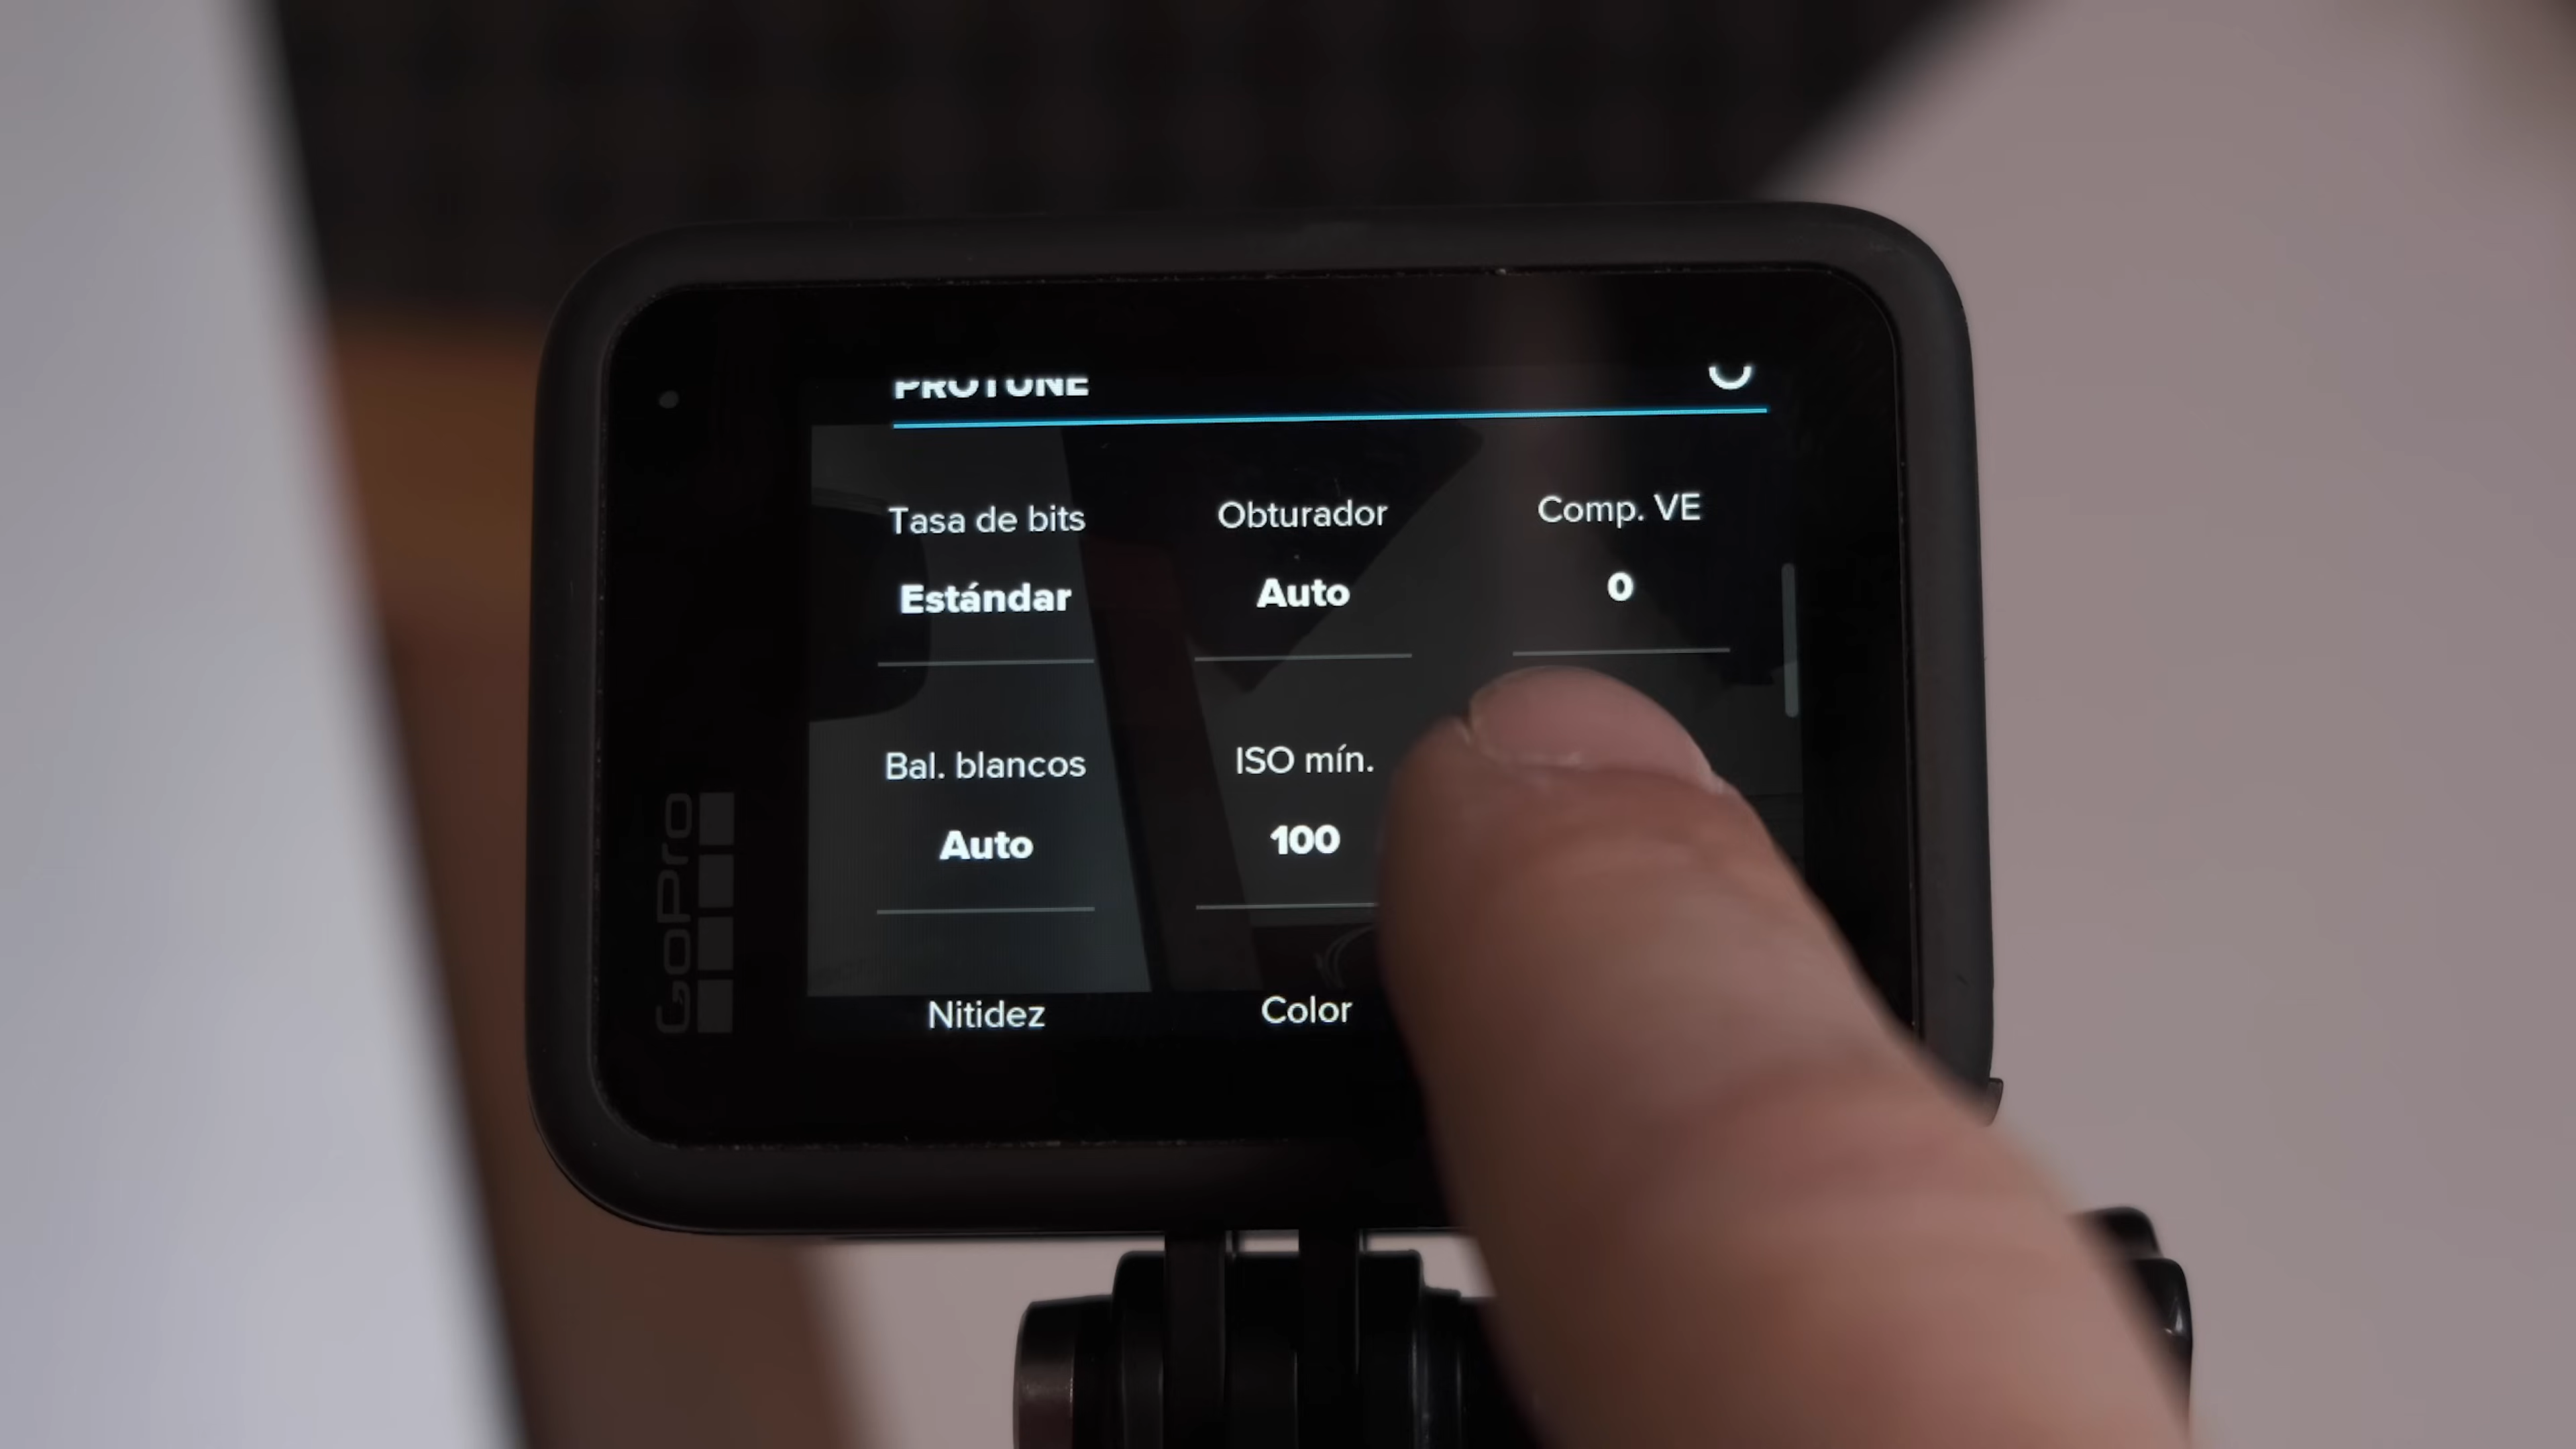 PROTUNE
Tasa de bits Obturador Comp. VE
Estándar Auto 0
Bal. blancos ISO mín.
Auto 100
Nitidez Color
GoPro